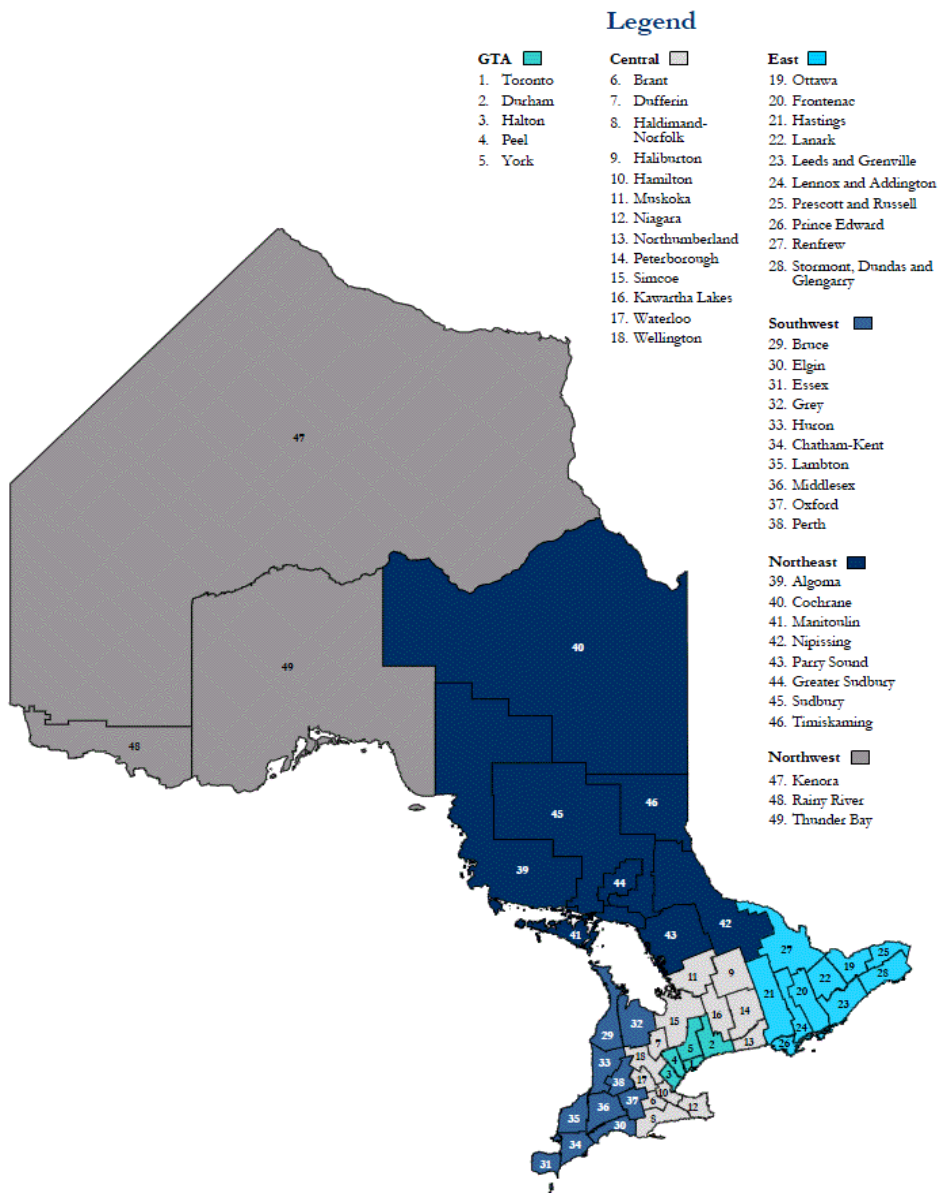 Legend
GTA
1. Toronto
2. Durham
3. Halton
4. Peel
5. York
Central
6. Brant
7. Dufferin
8. Haldimand-
Norfolk
9. Haliburton
10. Hamilton
11. Muskoka
12. Niagara
13. Northumberland
14. Peterborough
15. Simcoe
16. Kawartha Lakes
17. Waterloo
18. Wellington
East
19. Ottawa
20. Frontenac
21. Hastings
22. Lanark
23. Leeds and Grenville
24. Lennox and Addington
25. Prescott and Russell
26. Prince Edward
27. Renfrew
28. Stormont, Dundas and
Glengarry
Southwest
29. Bruce
30. Elgin
31. Essex
32. Grey
33. Huron
34. Chatham-Kent
35. Lambton
36. Middlesex
37. Oxford
38. Perth
Northeast
39. Algoma
40. Cochrane
41. Manitoulin
42. Nipissing
43. Parry Sound
44. Greater Sudbury
45. Sudbury
46. Timiskaming
Northwest
47. Kenora
48. Rainy River
49. Thunder Bay
47
40
49
48
46
45
39
44
42
41
43
27
25
19
11
9
22
28
21
20
23
32
16
14
15
24
29
7
5
2
13
26
18
4
33
3
38
17
10
37
6
36
12
35
8
30
34
31